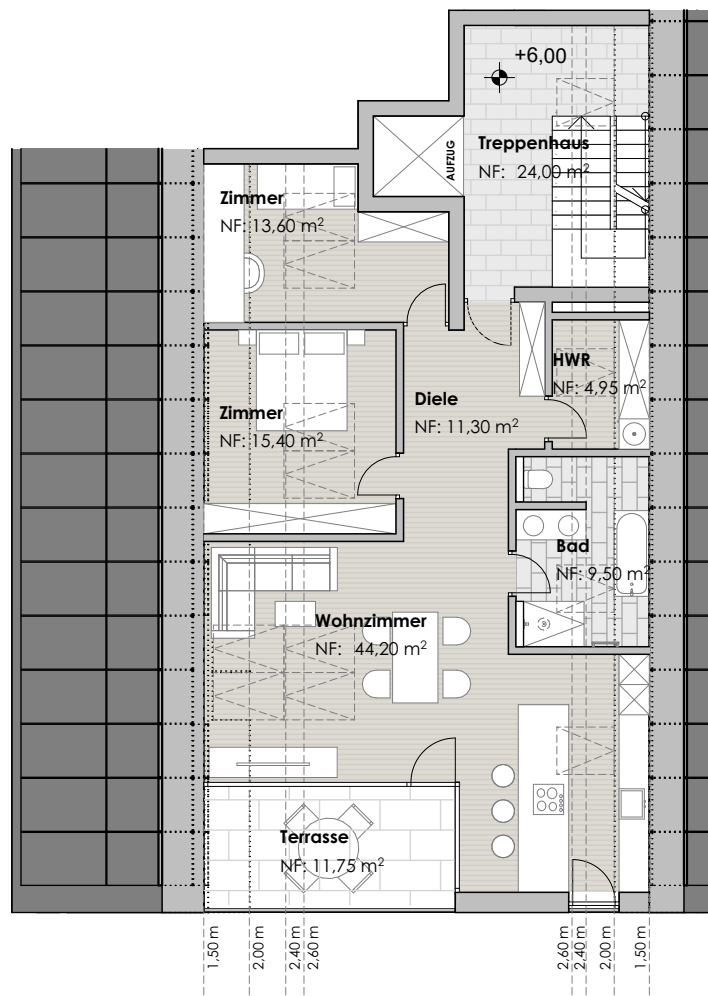 +6,00
AUFZUG
Treppenhaus
NF: 24,00 m²
Zimmer
NF: 13,60 m²
HWR
NF: 4,95 m²
Diele
NF: 11,30 m²
Zimmer
NF: 15,40 m²
Bad
NF: 9,50 m²
Wohnzimmer
NF: 44,20 m²
Terrasse
NF: 11,75 m²
1,50 m
2,00 m
2,40 m
2,60 m
2,60 m
2,40 m
2,00 m
1,50 m